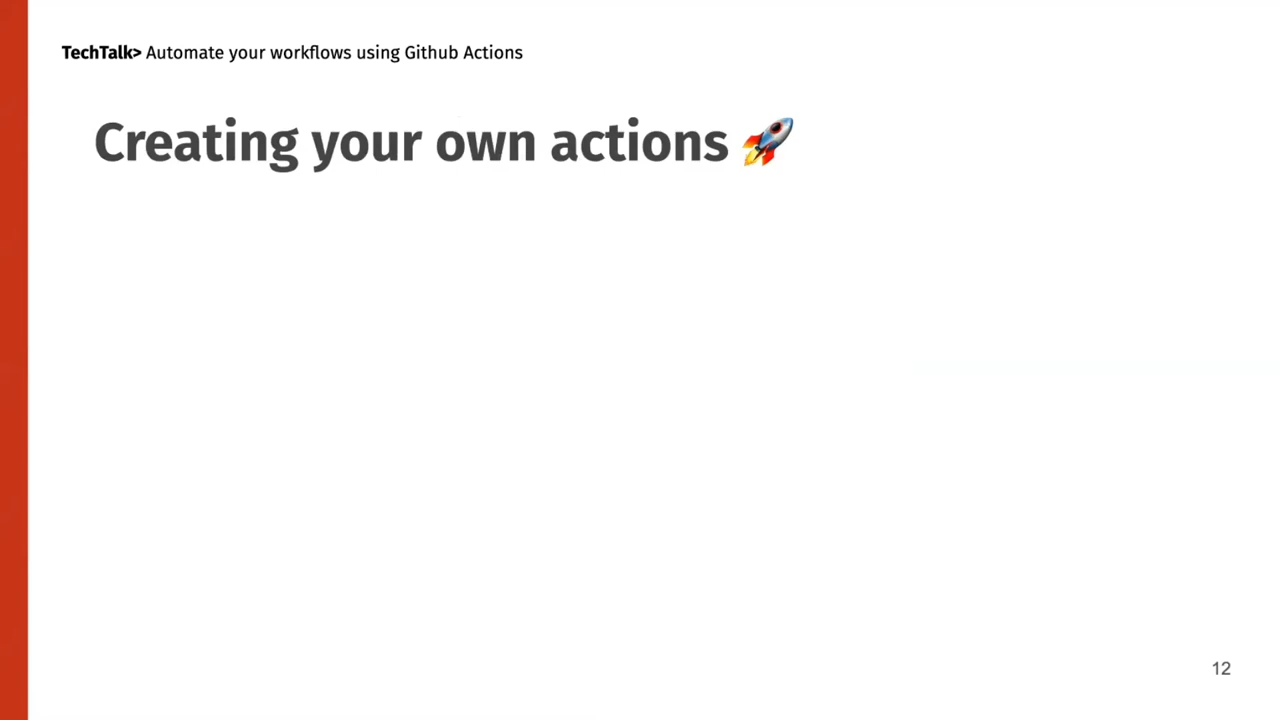 TechTalk> Automate your workflows using Github Actions
Creating your own actions 🚀
12